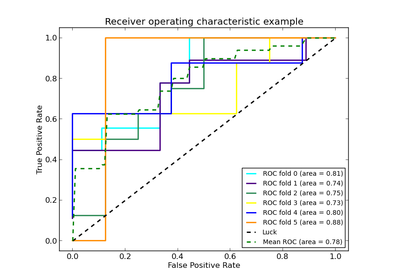 Receiver operating characteristic example
True Positive Rate
1.0
0.8
0.6
0.4
0.2
0.0
ROC fold 0 (area = 0.81)
ROC fold 1 (area = 0.74)
ROC fold 2 (area = 0.75)
ROC fold 3 (area = 0.73)
ROC fold 4 (area = 0.80)
ROC fold 5 (area = 0.88)
Luck
Mean ROC (area = 0.78)
0.0 0.2 0.4 0.6 0.8 1.0
False Positive Rate